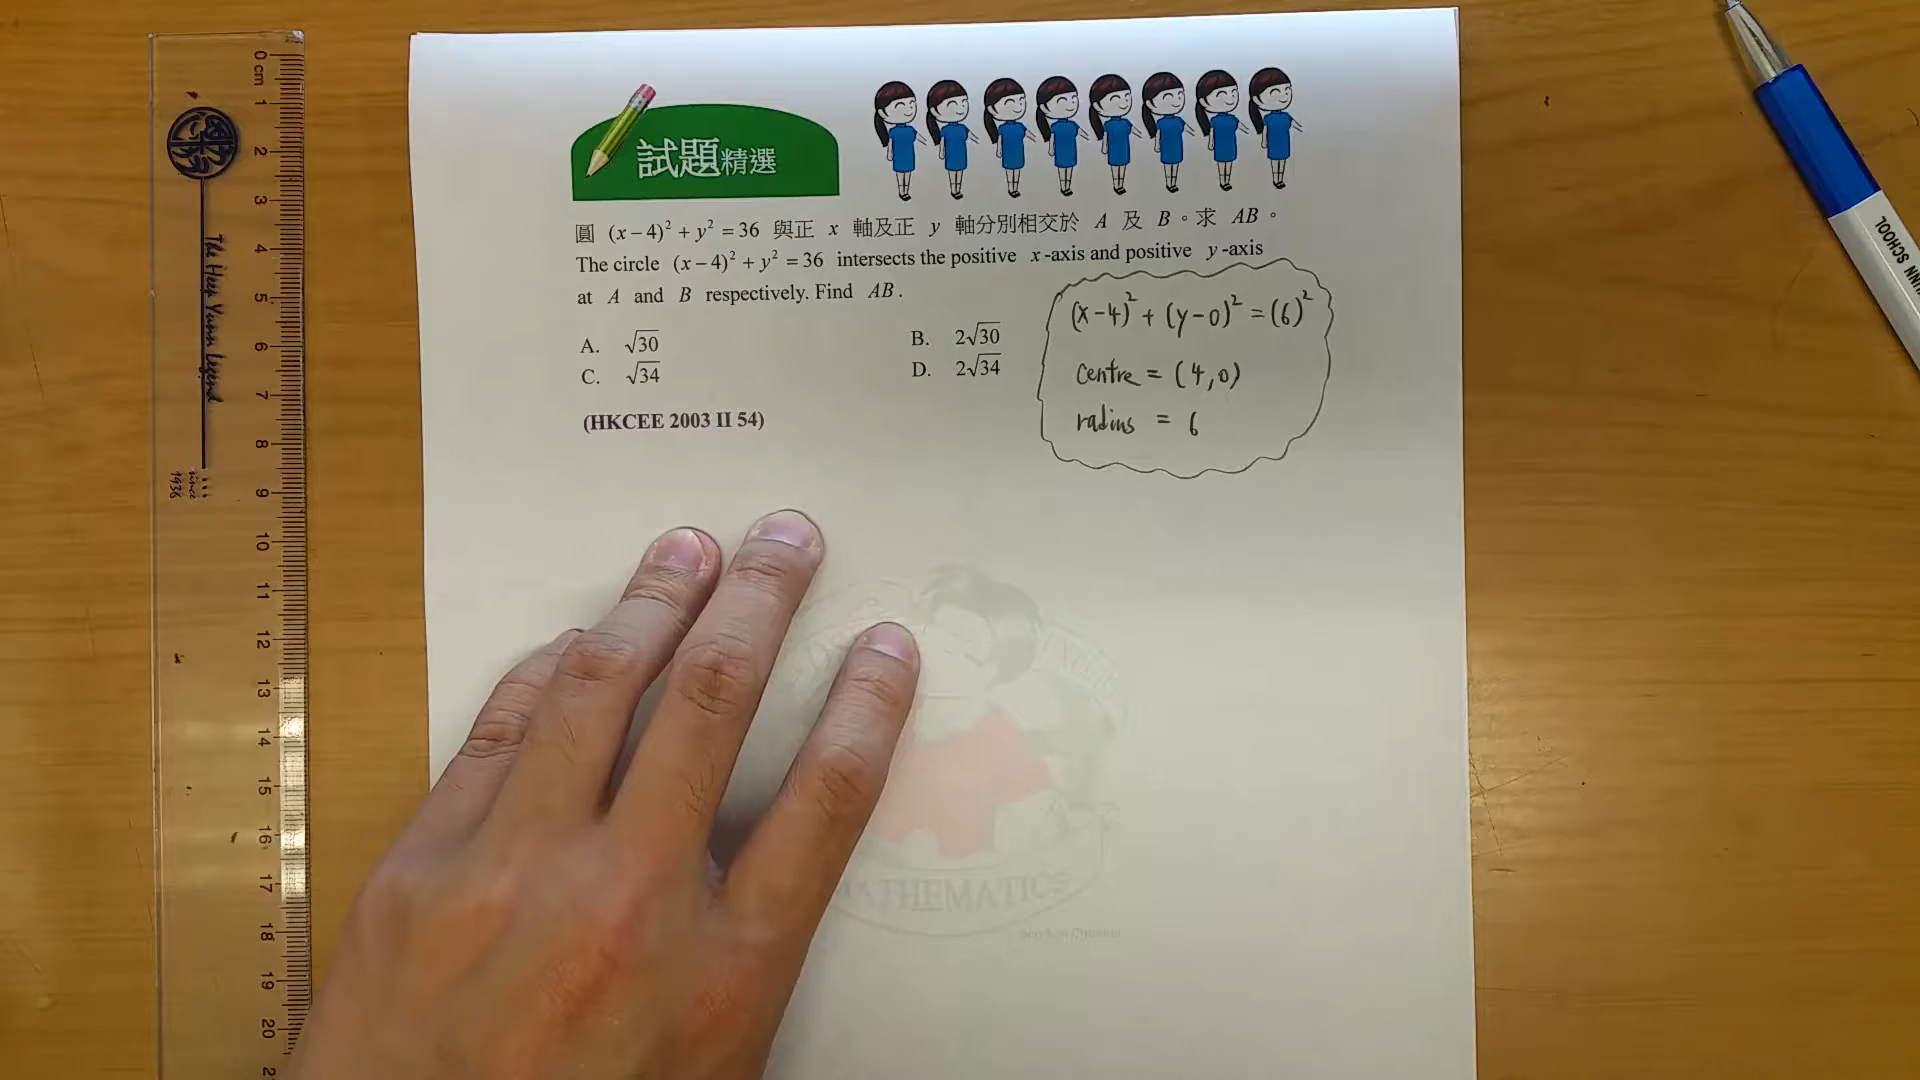 試題精選
圓 (x-4)² + y² = 36 與正 x 軸及正 y 軸分別相交於 A 及 B。求 AB。
The circle (x-4)² + y² = 36 intersects the positive x-axis and positive y-axis
at A and B respectively. Find AB.
A. √30 B. 2√30
C. √34 D. 2√34
(HKCEE 2003 II 54)
(x-4)² + (y-0)² = (6)²
centre = (4,0)
radius = 6
MATHEMATICS
0 cm 1 2 3 4 5 6 7 8 9 10 11 12 13 14 15 16 17 18 19 20
The Heep Yunn Legend
since
1936
SCHOOL